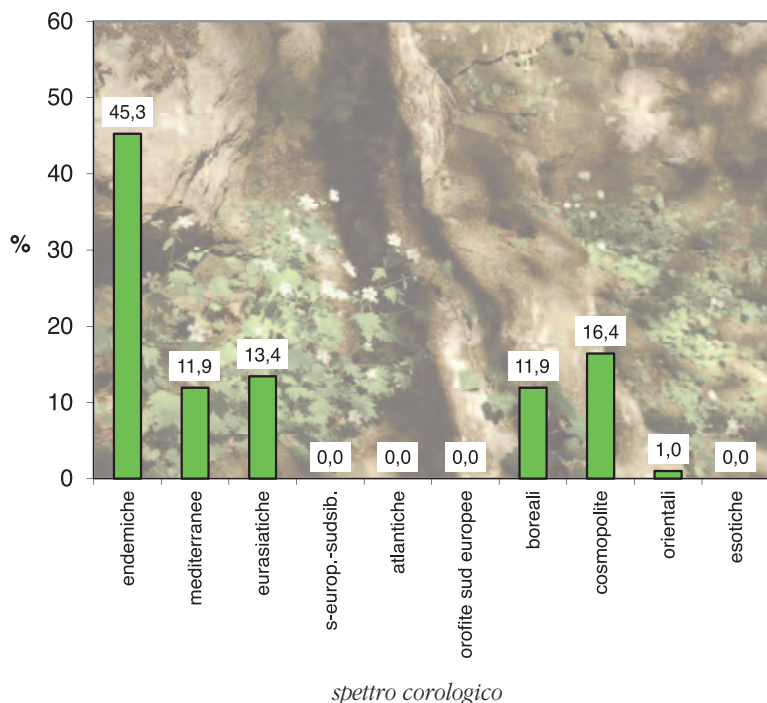 60
50
40
30
20
10
0
%
45,3
11,9
13,4
0,0
0,0
0,0
11,9
16,4
1,0
0,0
endemiche
mediterranee
eurasiatiche
s-europ.-sudsib.
atlantiche
orofite sud europee
boreali
cosmopolite
orientali
esotiche
spettro corologico